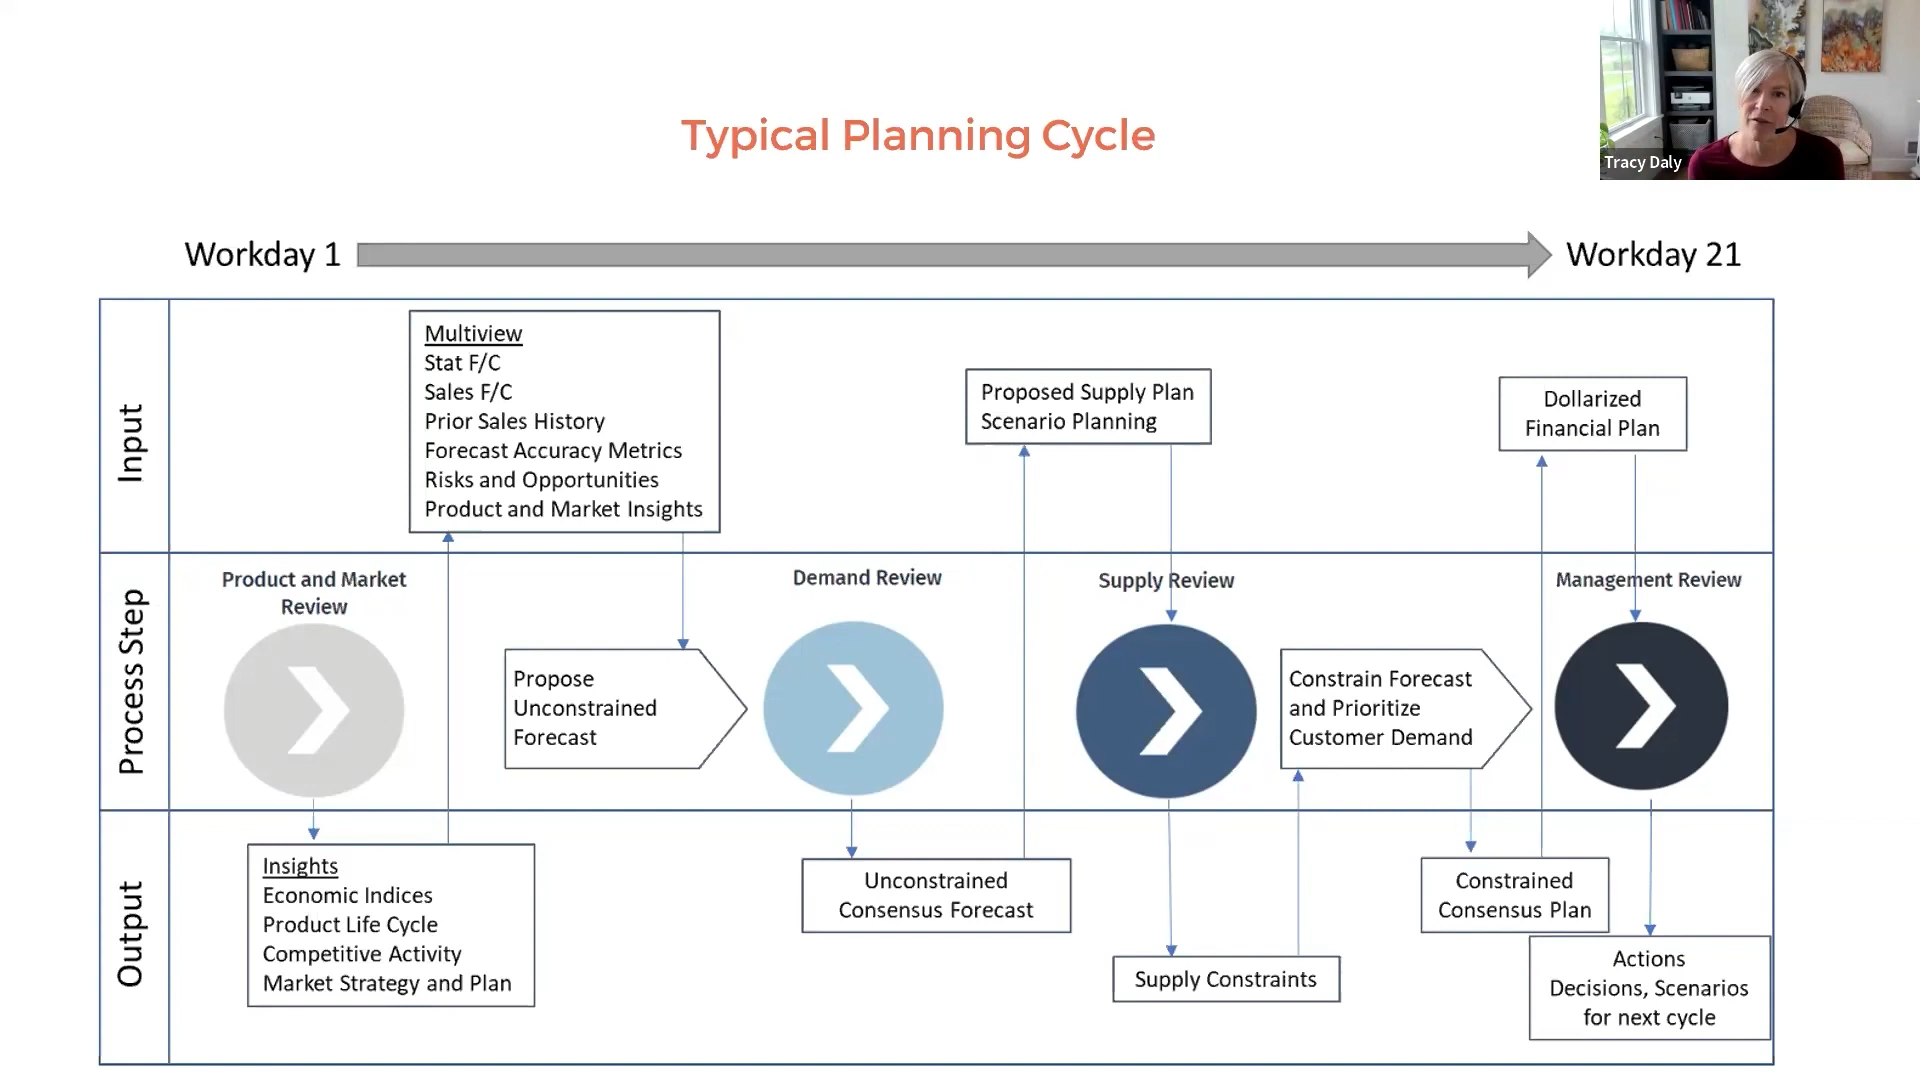 Typical Planning Cycle
Tracy Daly
Workday 1
Workday 21
Input
Multiview
Stat F/C
Sales F/C
Prior Sales History
Forecast Accuracy Metrics
Risks and Opportunities
Product and Market Insights
Proposed Supply Plan
Scenario Planning
Dollarized
Financial Plan
Process Step
Product and Market
Review
Propose
Unconstrained
Forecast
Demand Review
Supply Review
Constrain Forecast
and Prioritize
Customer Demand
Management Review
Output
Insights
Economic Indices
Product Life Cycle
Competitive Activity
Market Strategy and Plan
Unconstrained
Consensus Forecast
Supply Constraints
Constrained
Consensus Plan
Actions
Decisions, Scenarios
for next cycle